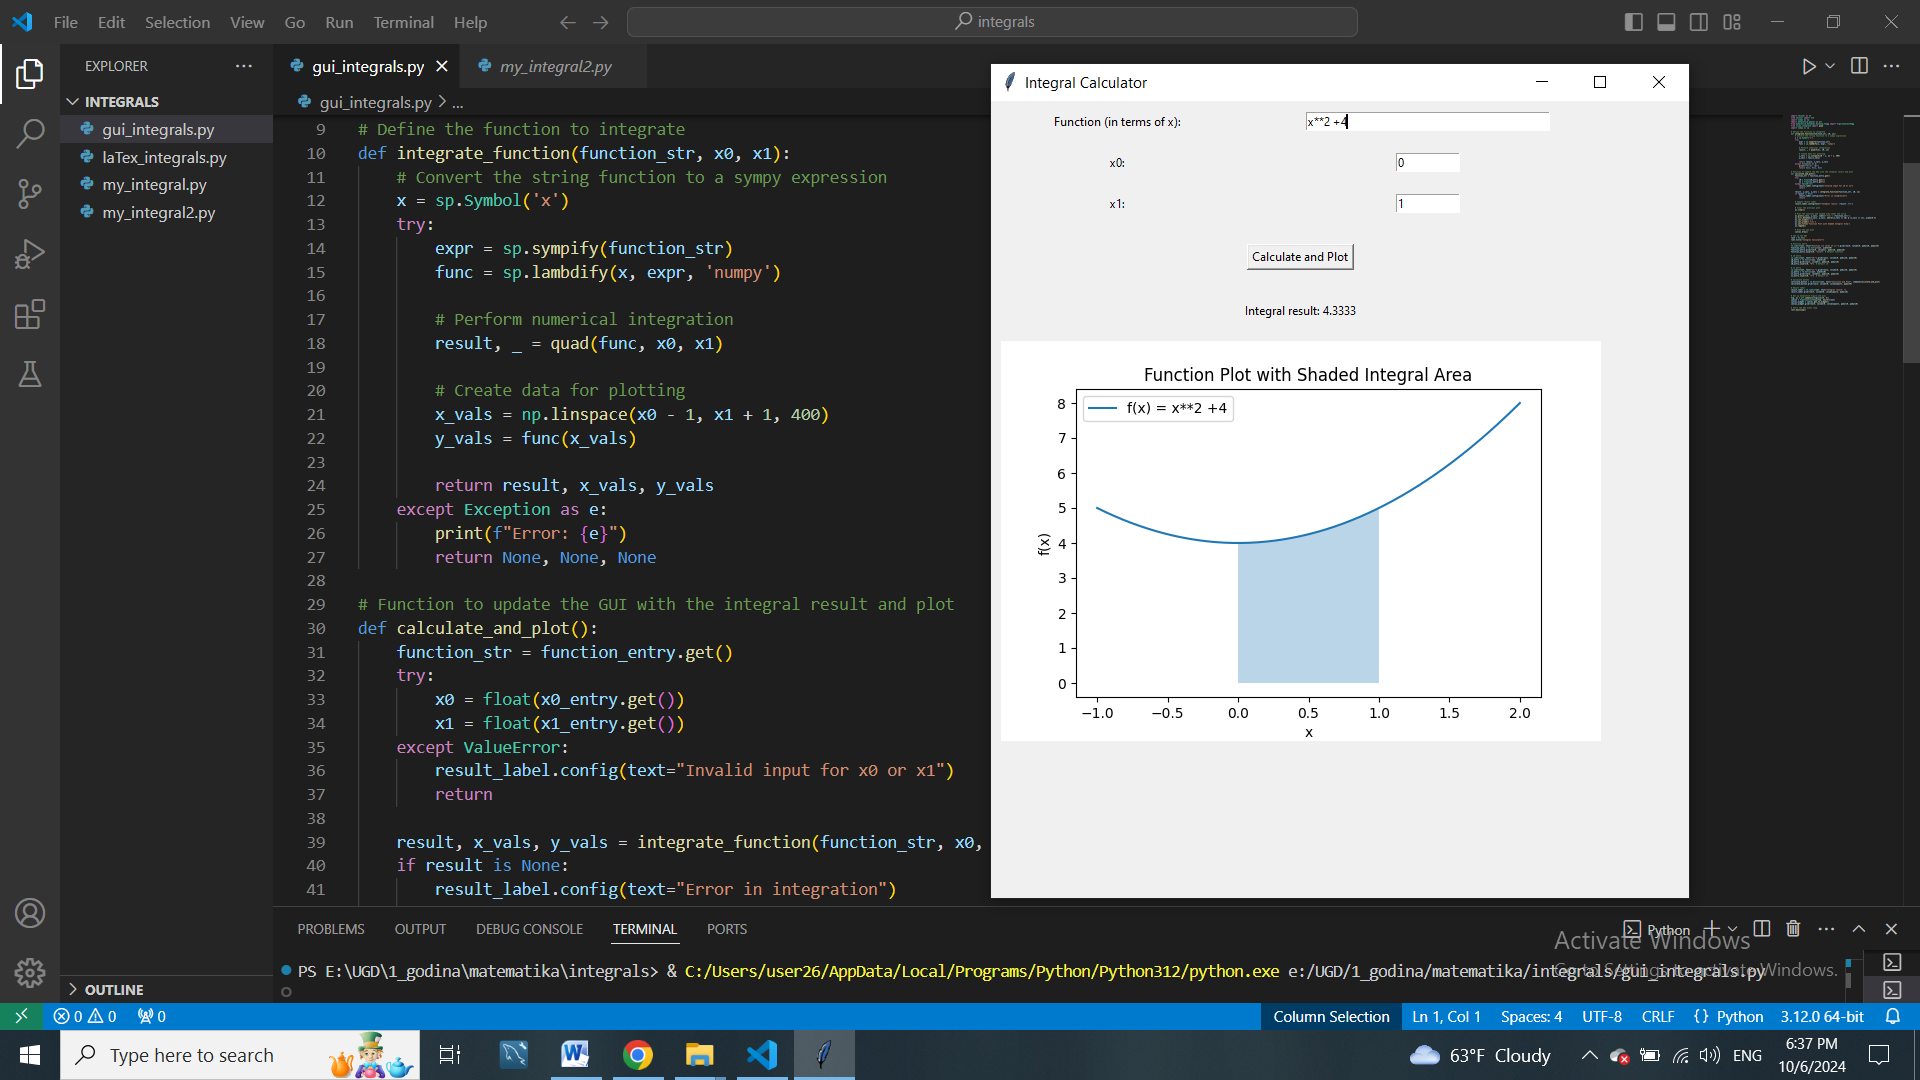 File Edit Selection View Go Run Terminal Help
integrals
EXPLORER
INTEGRALS
gui_integrals.py
laTex_integrals.py
my_integral.py
my_integral2.py
OUTLINE
gui_integrals.py
my_integral2.py
gui_integrals.py > ...
9 # Define the function to integrate
10 def integrate_function(function_str, x0, x1):
11 # Convert the string function to a sympy expression
12 x = sp.Symbol('x')
13 try:
14 expr = sp.sympify(function_str)
15 func = sp.lambdify(x, expr, 'numpy')
16
17 # Perform numerical integration
18 result, _ = quad(func, x0, x1)
19
20 # Create data for plotting
21 x_vals = np.linspace(x0 - 1, x1 + 1, 400)
22 y_vals = func(x_vals)
23
24 return result, x_vals, y_vals
25 except Exception as e:
26 print(f"Error: {e}")
27 return None, None, None
28
29 # Function to update the GUI with the integral result and plot
30 def calculate_and_plot():
31 function_str = function_entry.get()
32 try:
33 x0 = float(x0_entry.get())
34 x1 = float(x1_entry.get())
35 except ValueError:
36 result_label.config(text="Invalid input for x0 or x1")
37 return
38
39 result, x_vals, y_vals = integrate_function(function_str, x0,
40 if result is None:
41 result_label.config(text="Error in integration")
Integral Calculator
Function (in terms of x): x**2 +4
x0: 0
x1: 1
Calculate and Plot
Integral result: 4.3333
Function Plot with Shaded Integral Area
f(x) = x**2 +4
8
7
6
5
4
3
2
1
0
f(x)
−1.0 −0.5 0.0 0.5 1.0 1.5 2.0
x
PROBLEMS OUTPUT DEBUG CONSOLE TERMINAL PORTS
Python
PS E:\UGD\1_godina\matematika\integrals> & C:/Users/user26/AppData/Local/Programs/Python/Python312/python.exe e:/UGD/1_godina/matematika/integrals/gui_integrals.py
Activate Windows
Go to Settings to activate Windows.
0 0 0
Column Selection Ln 1, Col 1 Spaces: 4 UTF-8 CRLF {} Python 3.12.0 64-bit
Type here to search
63°F Cloudy
ENG
6:37 PM
10/6/2024